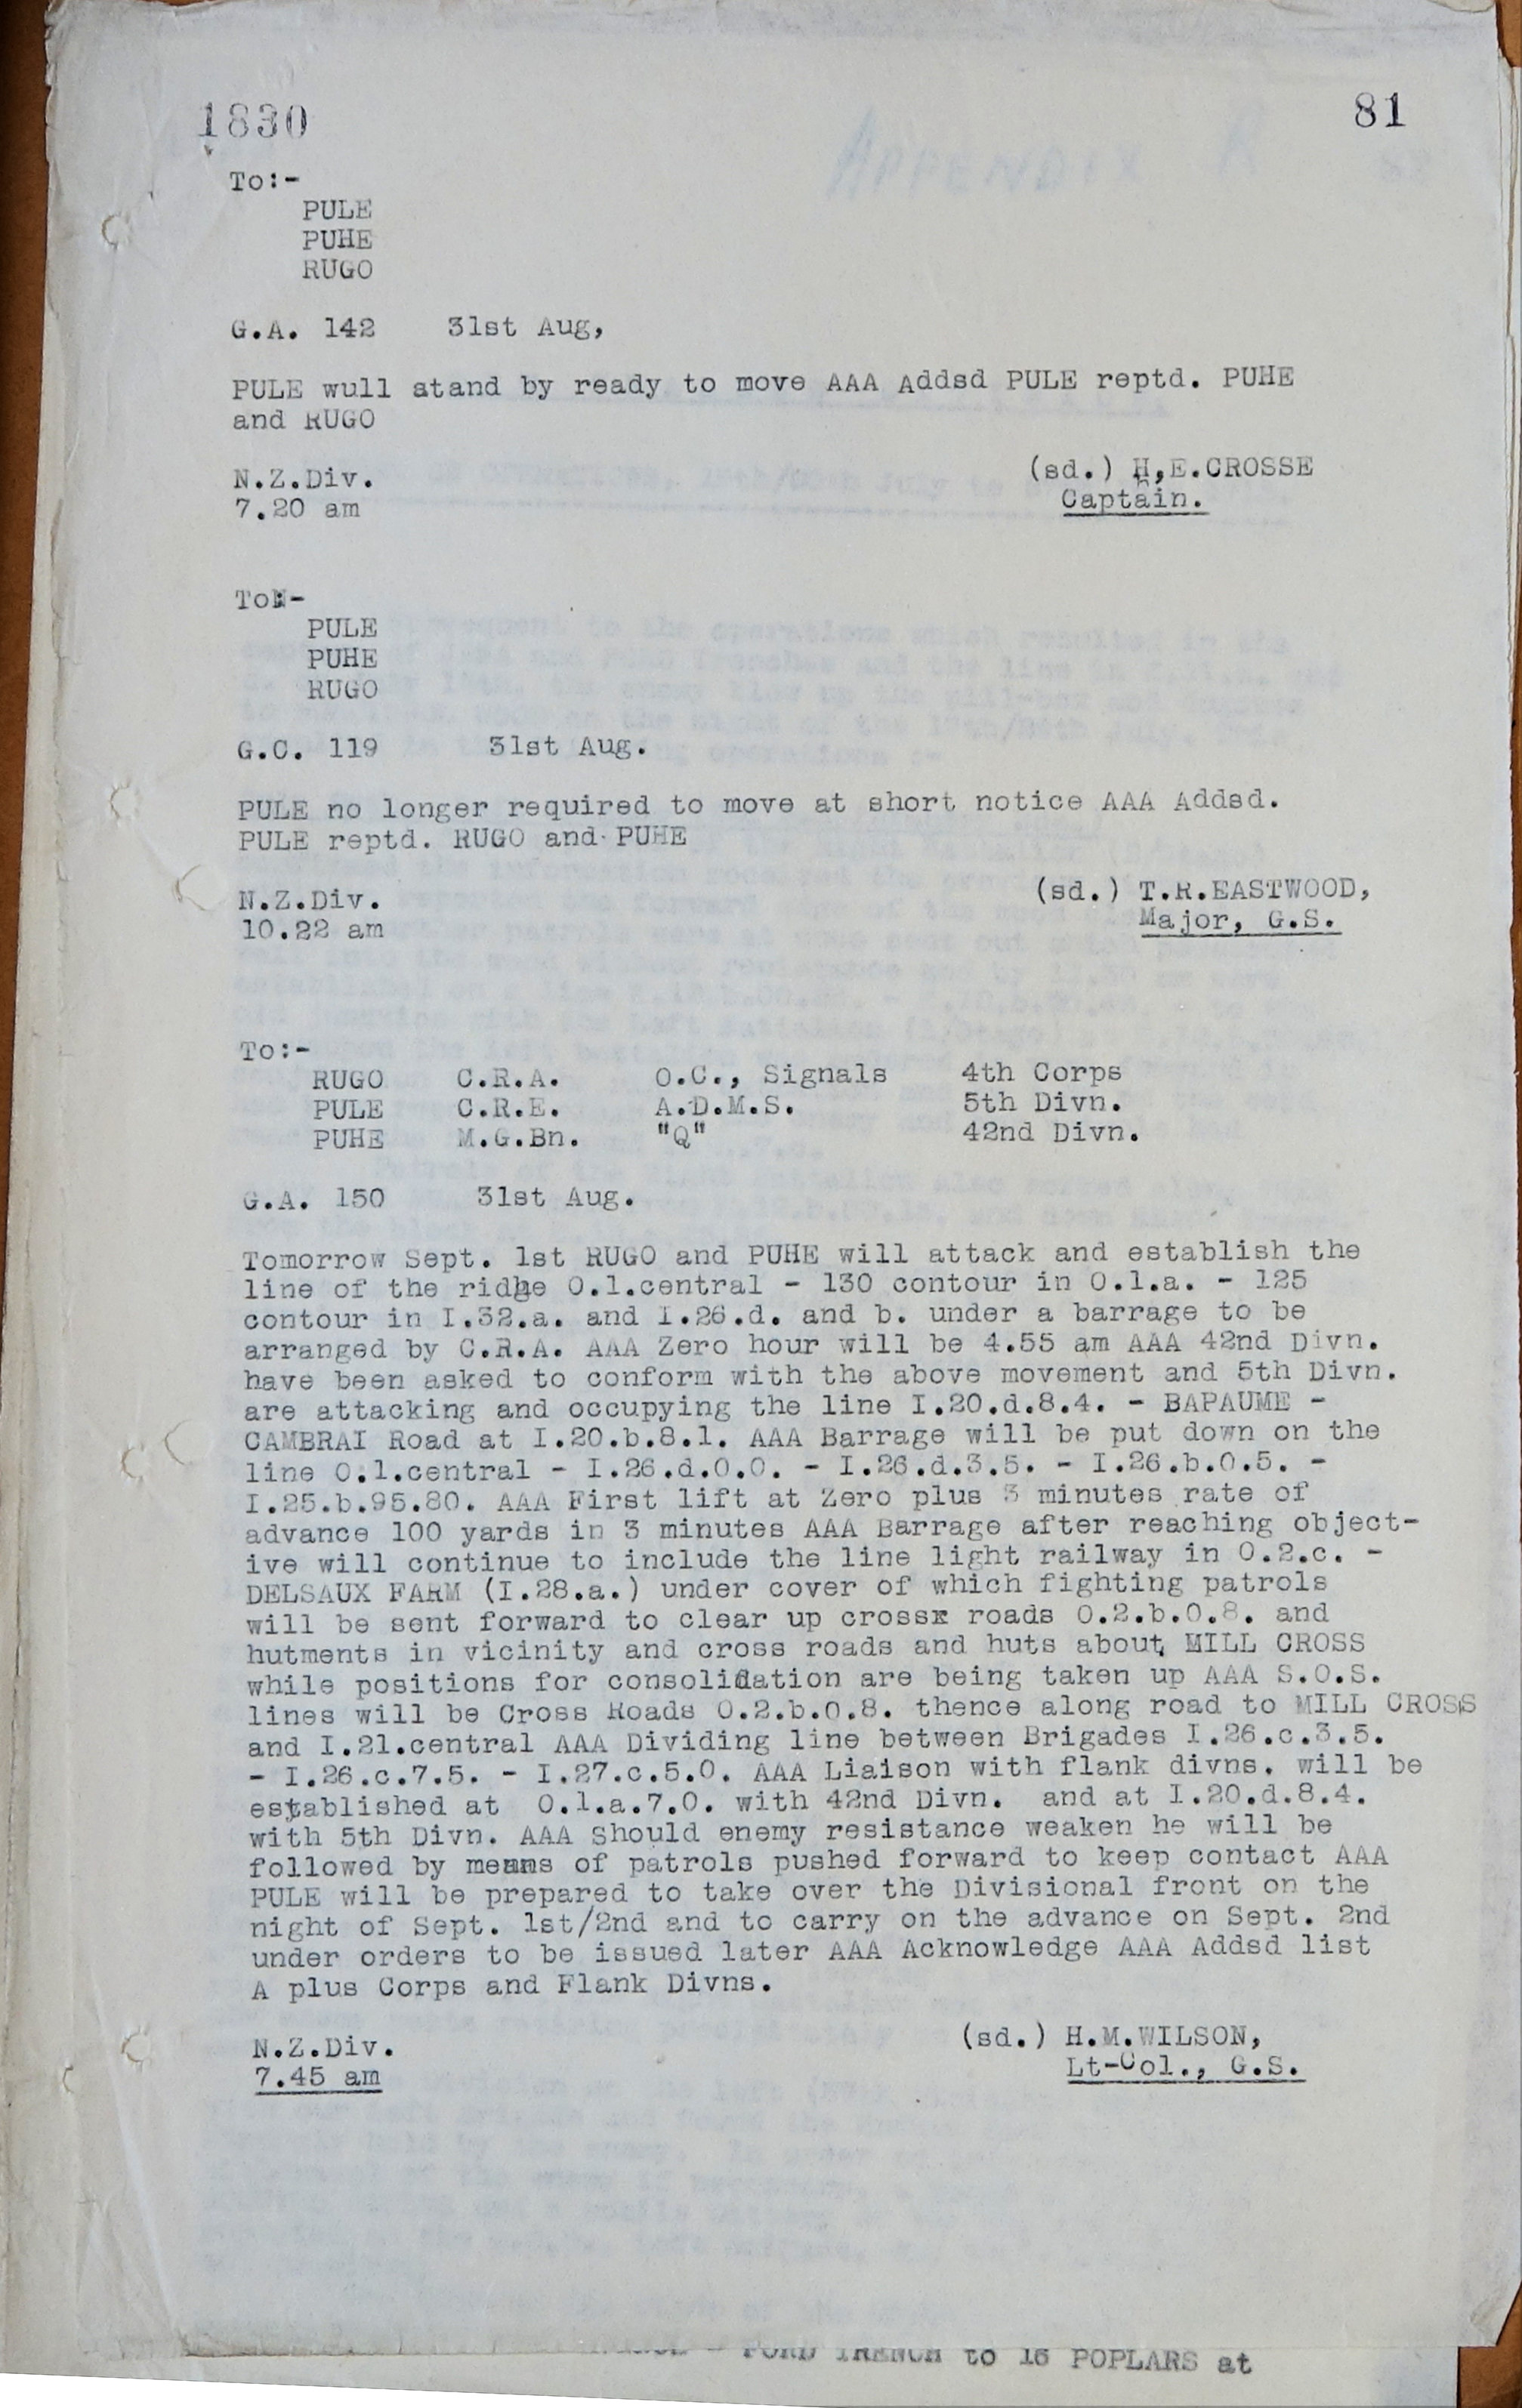 1830
81
To:-
PULE
PUHE
RUGO
G.A. 142 31st Aug,
PULE wull stand by ready to move AAA Addsd PULE reptd. PUHE
and RUGO
N.Z.Div. (sd.) H,E.CROSSE
7.20 am Captain.
To:-
PULE
PUHE
RUGO
G.C. 119 31st Aug.
PULE no longer required to move at short notice AAA Addsd.
PULE reptd. RUGO and PUHE
N.Z.Div. (sd.) T.R.EASTWOOD,
10.22 am Major, G.S.
To:-
RUGO C.R.A. O.C., Signals 4th Corps
PULE C.R.E. A.D.M.S. 5th Divn.
PUHE M.G.Bn. "Q" 42nd Divn.
G.A. 150 31st Aug.
Tomorrow Sept. 1st RUGO and PUHE will attack and establish the
line of the ridge O.1.central - 130 contour in O.1.a. - 125
contour in I.32.a. and I.26.d. and b. under a barrage to be
arranged by C.R.A. AAA Zero hour will be 4.55 am AAA 42nd Divn.
have been asked to conform with the above movement and 5th Divn.
are attacking and occupying the line I.20.d.8.4. - BAPAUME -
CAMBRAI Road at I.20.b.8.1. AAA Barrage will be put down on the
line O.1.central - I.26.d.0.0. - I.26.d.3.5. - I.26.b.0.5. -
I.25.b.95.80. AAA First lift at Zero plus 3 minutes rate of
advance 100 yards in 3 minutes AAA Barrage after reaching object-
ive will continue to include the line light railway in O.2.c. -
DELSAUX FARM (I.28.a.) under cover of which fighting patrols
will be sent forward to clear up cross roads O.2.b.0.8. and
hutments in vicinity and cross roads and huts about MILL CROSS
while positions for consolidation are being taken up AAA S.O.S.
lines will be Cross Roads O.2.b.0.8. thence along road to MILL CROSS
and I.21.central AAA Dividing line between Brigades I.26.c.3.5.
- I.26.c.7.5. - I.27.c.5.0. AAA Liaison with flank divns. will be
established at O.1.a.7.0. with 42nd Divn. and at I.20.d.8.4.
with 5th Divn. AAA Should enemy resistance weaken he will be
followed by means of patrols pushed forward to keep contact AAA
PULE will be prepared to take over the Divisional front on the
night of Sept. 1st/2nd and to carry on the advance on Sept. 2nd
under orders to be issued later AAA Acknowledge AAA Addsd list
A plus Corps and Flank Divns.
N.Z.Div. (sd.) H.M.WILSON,
7.45 am Lt-Col., G.S.
- FORD TRENCH to 16 POPLARS at